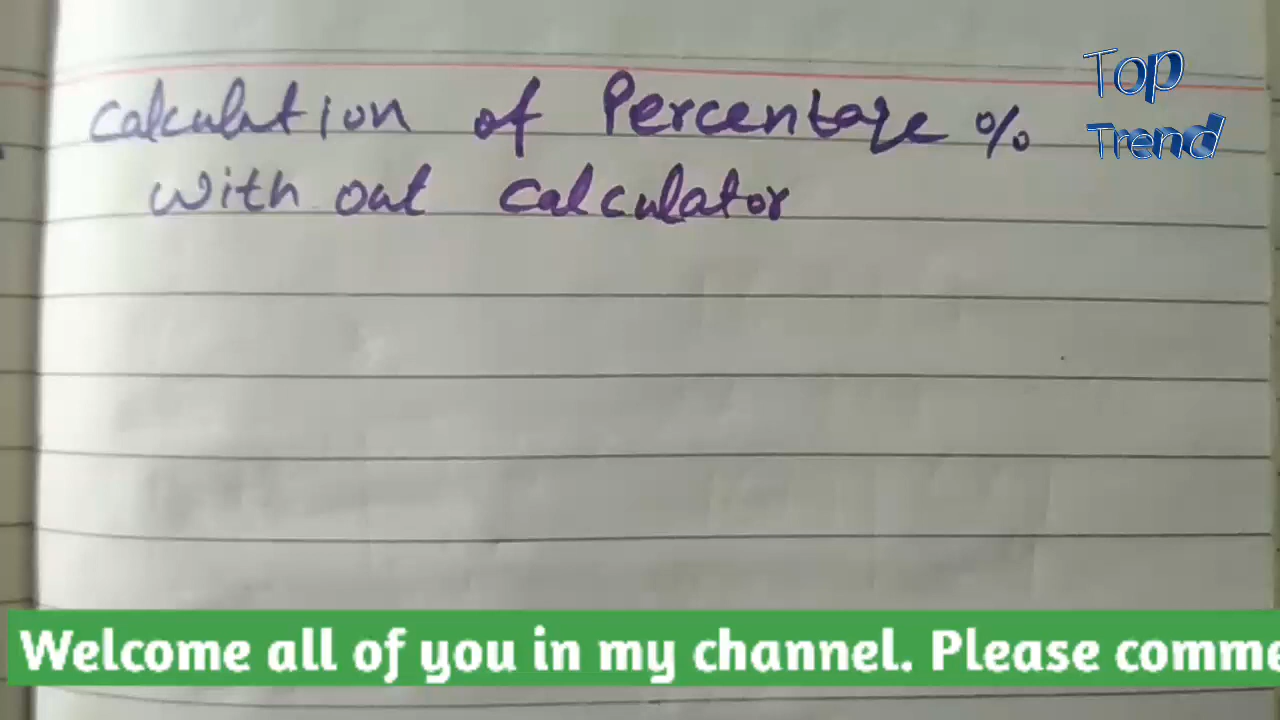 Calculation of Percentage %
with out calculator
Top
Trend
Welcome all of you in my channel. Please comme